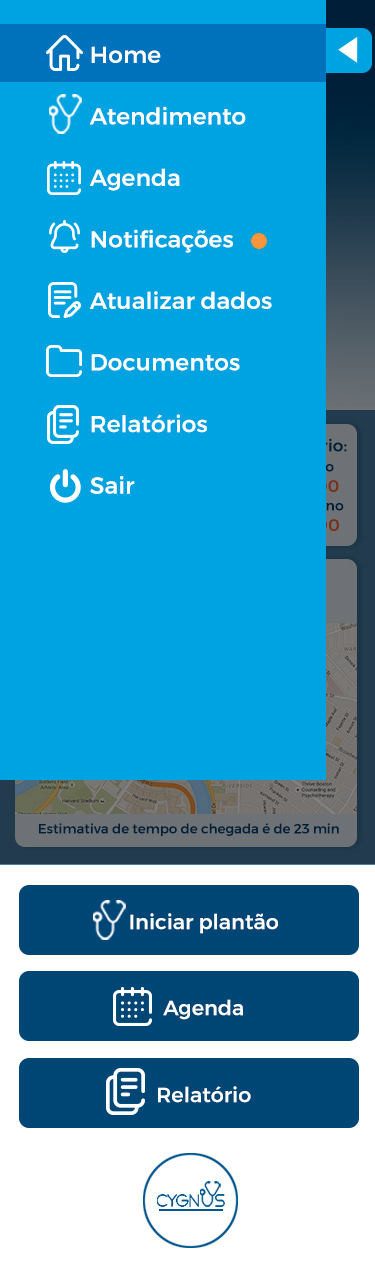 Home
Atendimento
Agenda
Notificações
Atualizar dados
Documentos
Relatórios
Sair
Estimativa de tempo de chegada é de 23 min
Iniciar plantão
Agenda
Relatório
CYGNUS